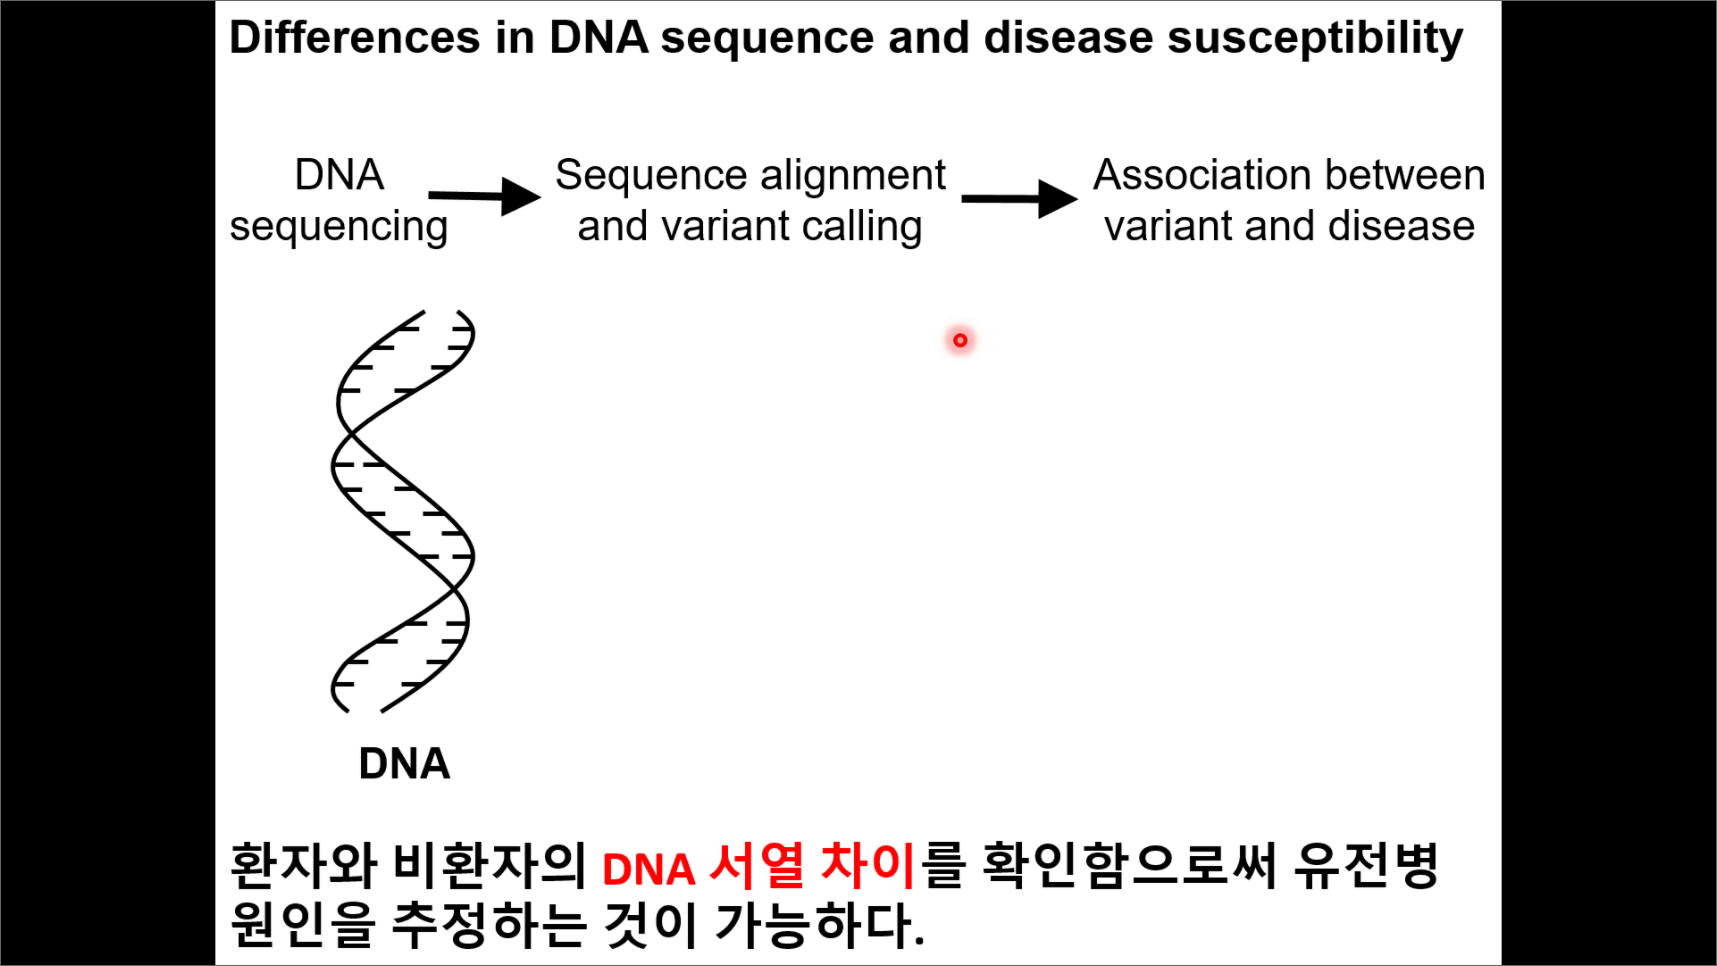 Differences in DNA sequence and disease susceptibility
DNA
sequencing
Sequence alignment
and variant calling
Association between
variant and disease
DNA
환자와 비환자의 DNA 서열 차이를 확인함으로써 유전병
원인을 추정하는 것이 가능하다.